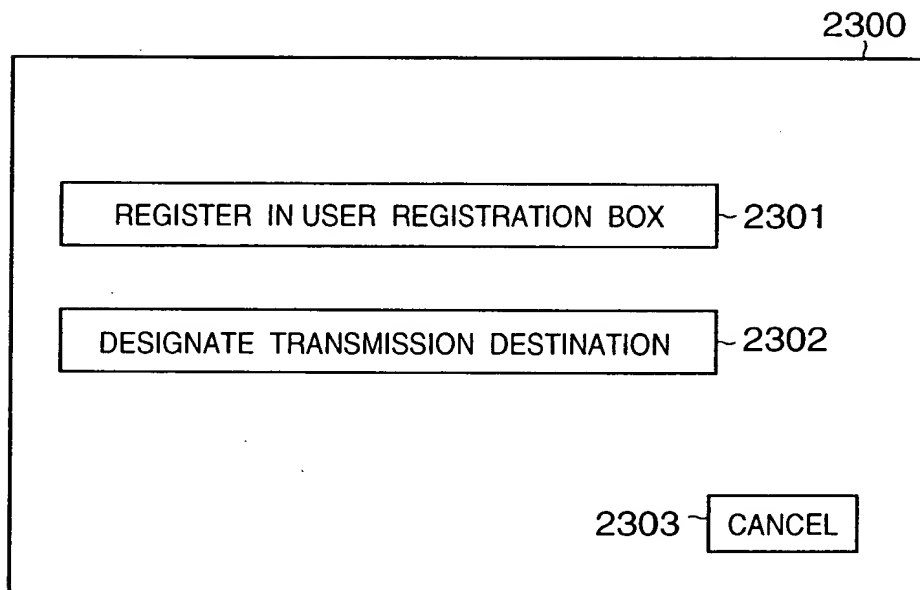 2300
REGISTER IN USER REGISTRATION BOX 2301
DESIGNATE TRANSMISSION DESTINATION 2302
2303 CANCEL